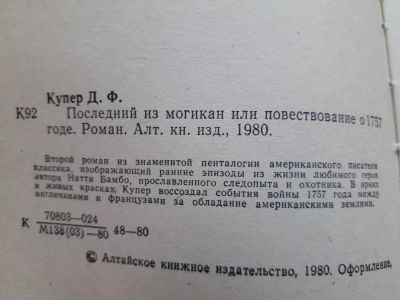 Купер Д. Ф.
К92 Последний из могикан или повествование о 1757
годе. Роман. Алт. кн. изд., 1980.
Второй роман из знаменитой пенталогии американского писателя
классика, изображающий ранние эпизоды из жизни любимого героя
автора Натти Бампо, прославленного следопыта и охотника. В ярких
и живых красках, Купер воссоздал события войны 1757 года между
англичанами и французами за обладание американскими землями.
К 70803—024
М138(03)—80 48—80
© Алтайское книжное издательство, 1980. Оформление.